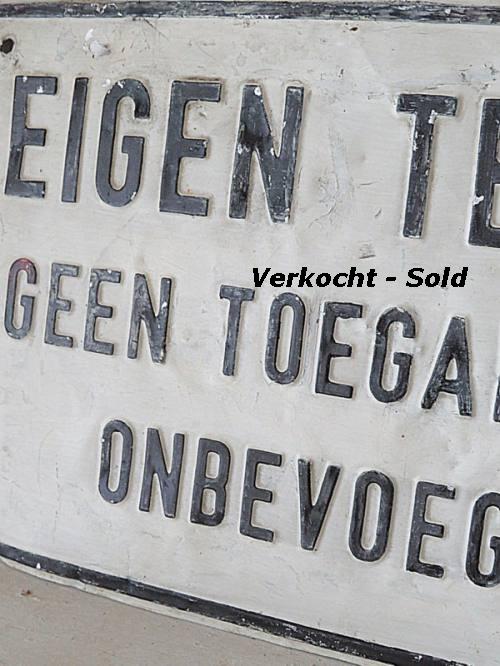 EIGEN TE
Verkocht - Sold
GEEN TOEGA
ONBEVOEG